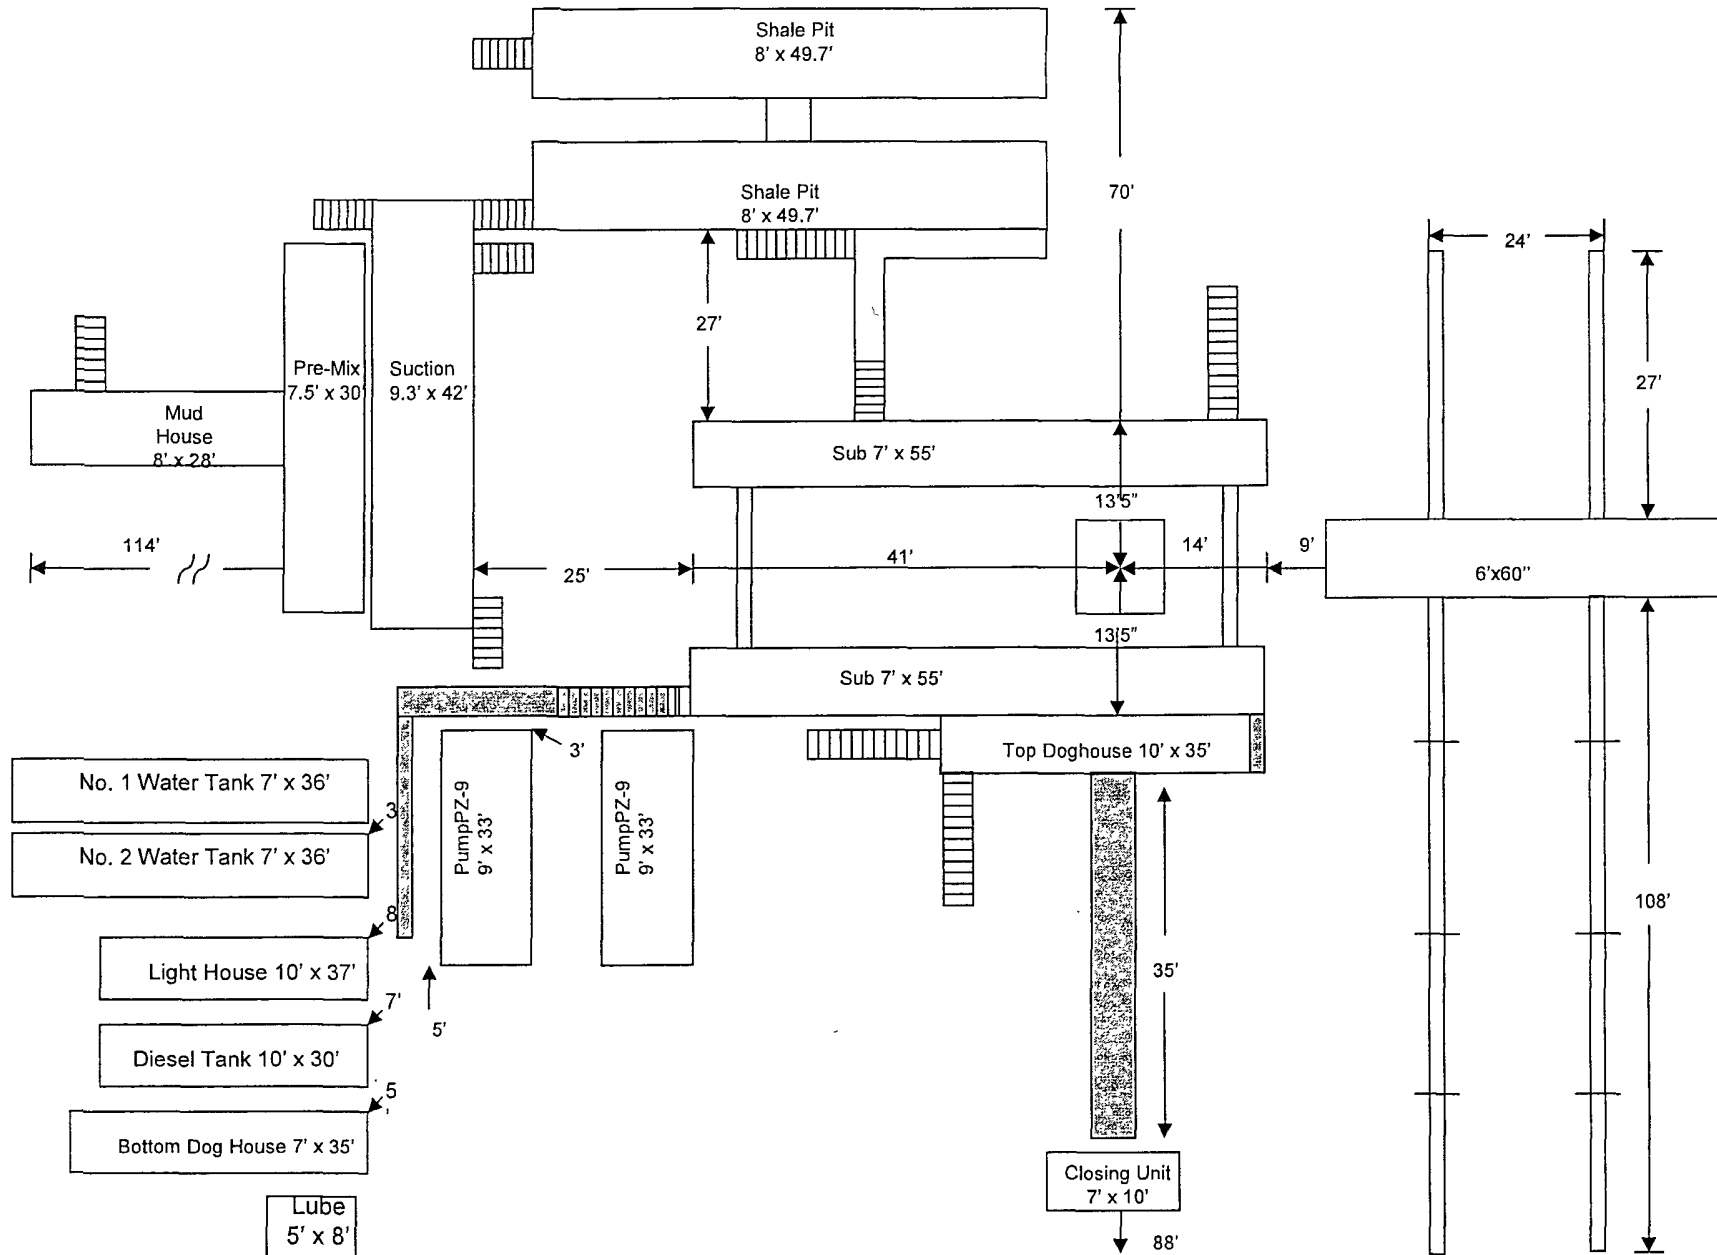 Shale Pit
8' x 49.7'
Shale Pit
8' x 49.7'
70'
24'
27'
27'
Pre-Mix
7.5' x 30'
Suction
9.3' x 42'
Mud
House
8' x 28'
Sub 7' x 55'
13'5"
114'
25'
41'
14'
9'
6'x60"
13'5"
Sub 7' x 55'
3'
Top Doghouse 10' x 35'
No. 1 Water Tank 7' x 36'
3
No. 2 Water Tank 7' x 36'
PumpPZ-9
9' x 33'
PumpPZ-9
9' x 33'
108'
8
Light House 10' x 37'
35'
7'
5'
Diesel Tank 10' x 30'
5
'
Bottom Dog House 7' x 35'
Closing Unit
7' x 10'
Lube
5' x 8'
88'